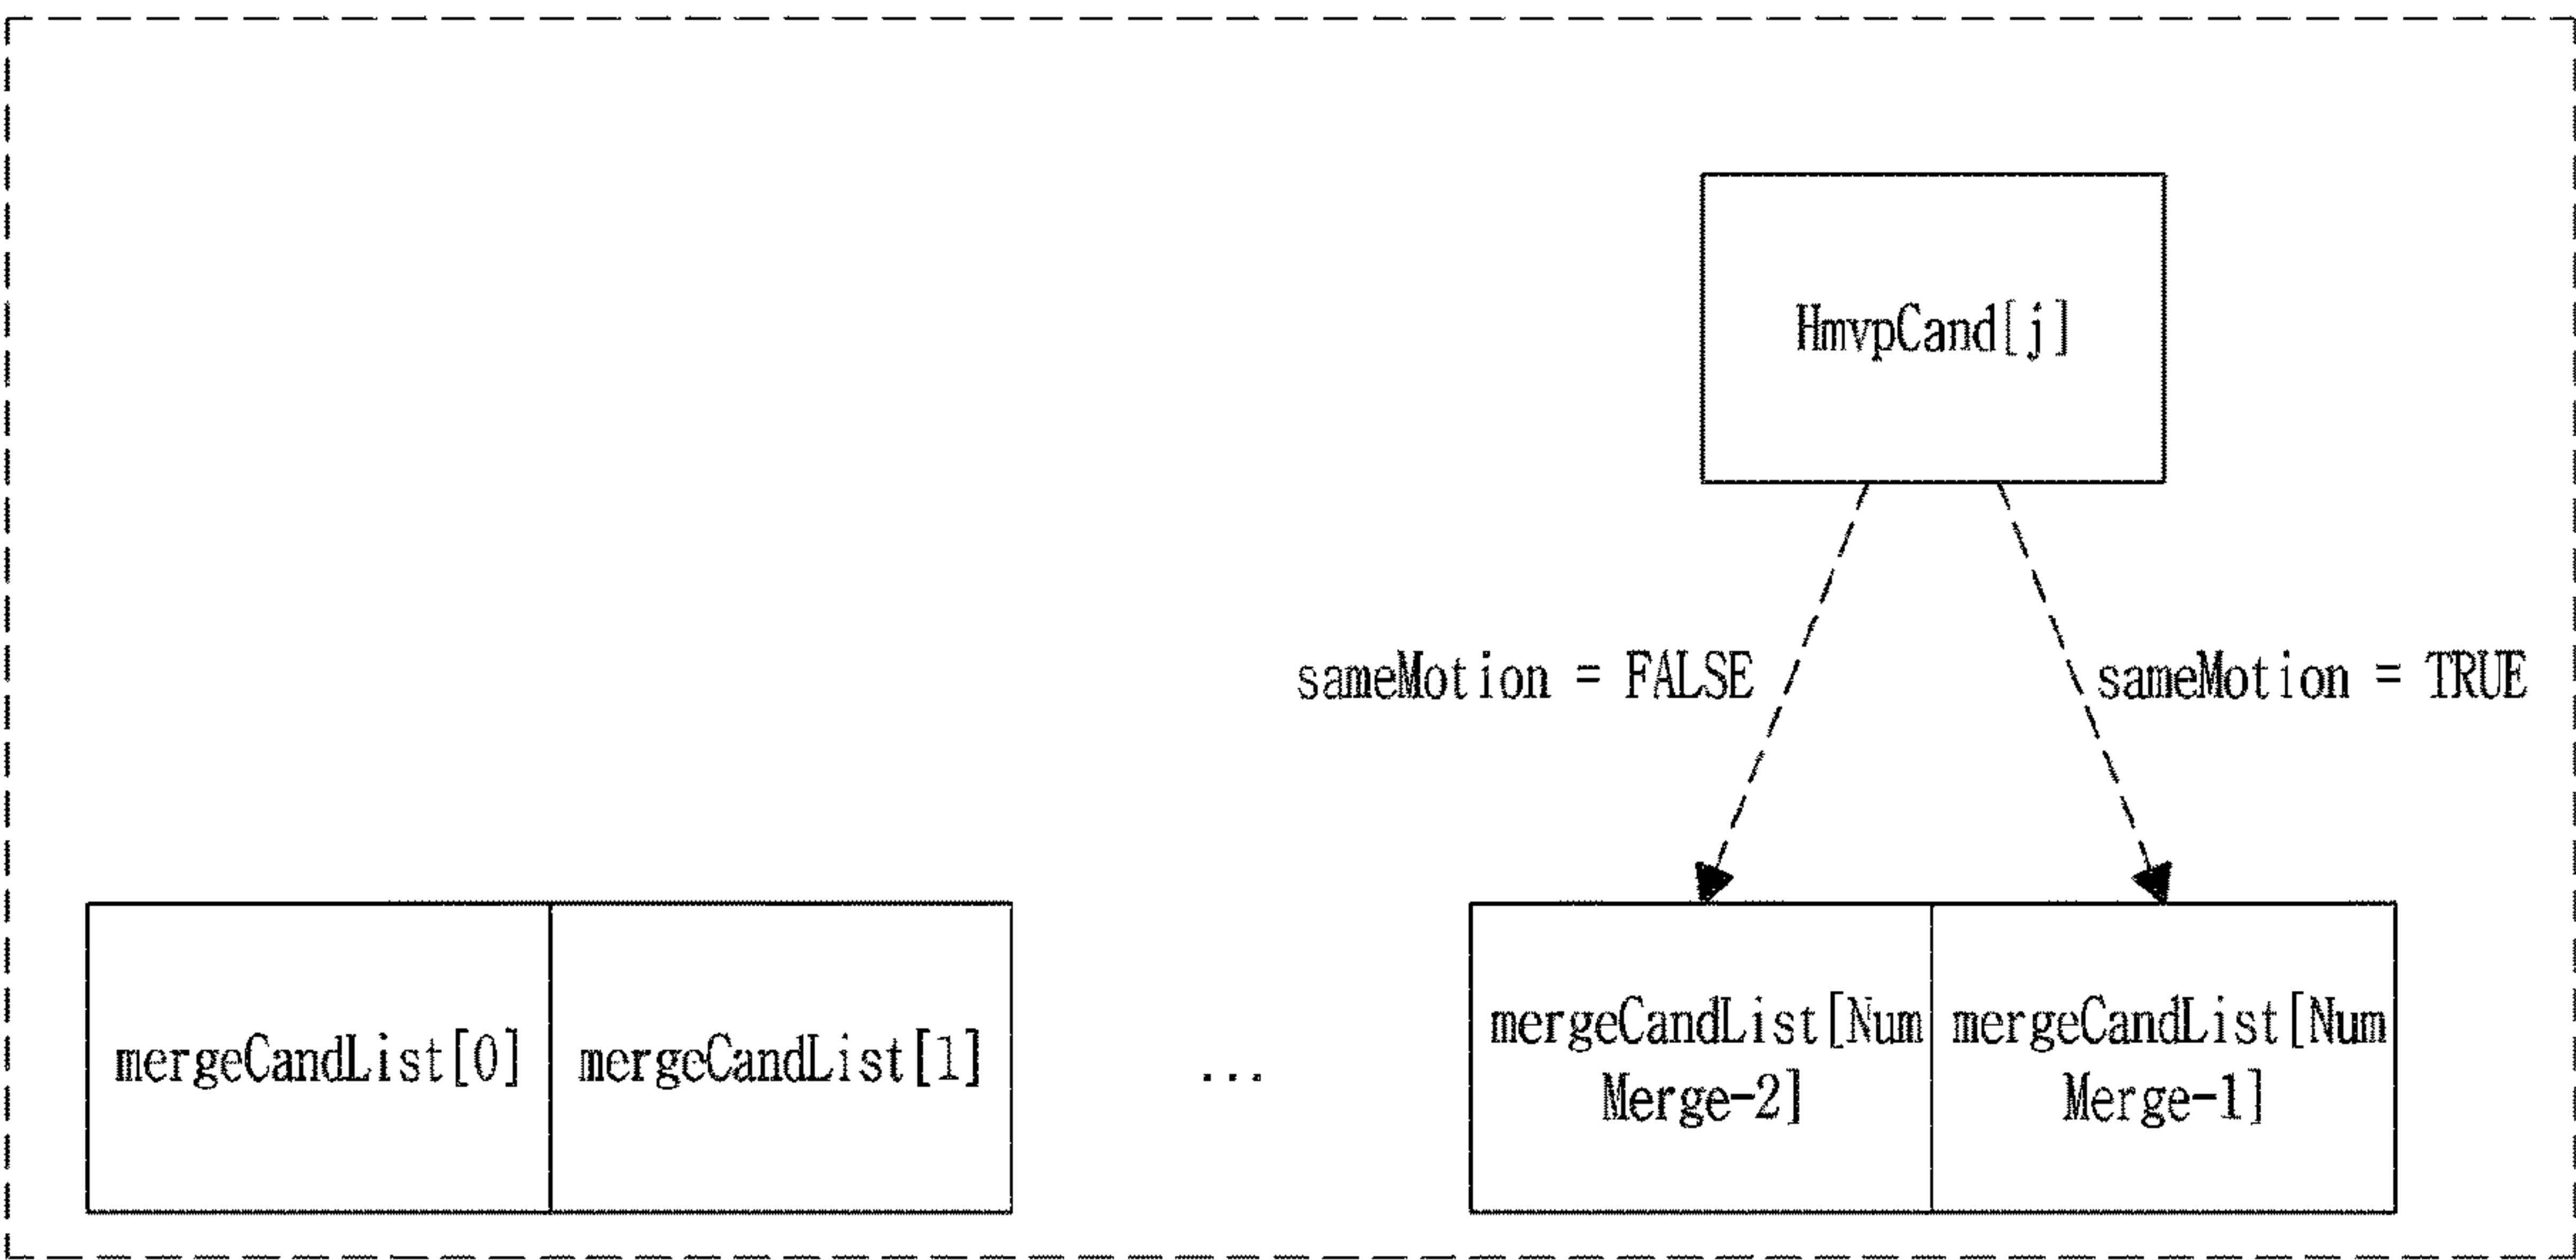 HmvpCand[j]
sameMotion = FALSE
sameMotion = TRUE
mergeCandList[0]
mergeCandList[1]
...
mergeCandList[Num
Merge-2]
mergeCandList[Num
Merge-1]